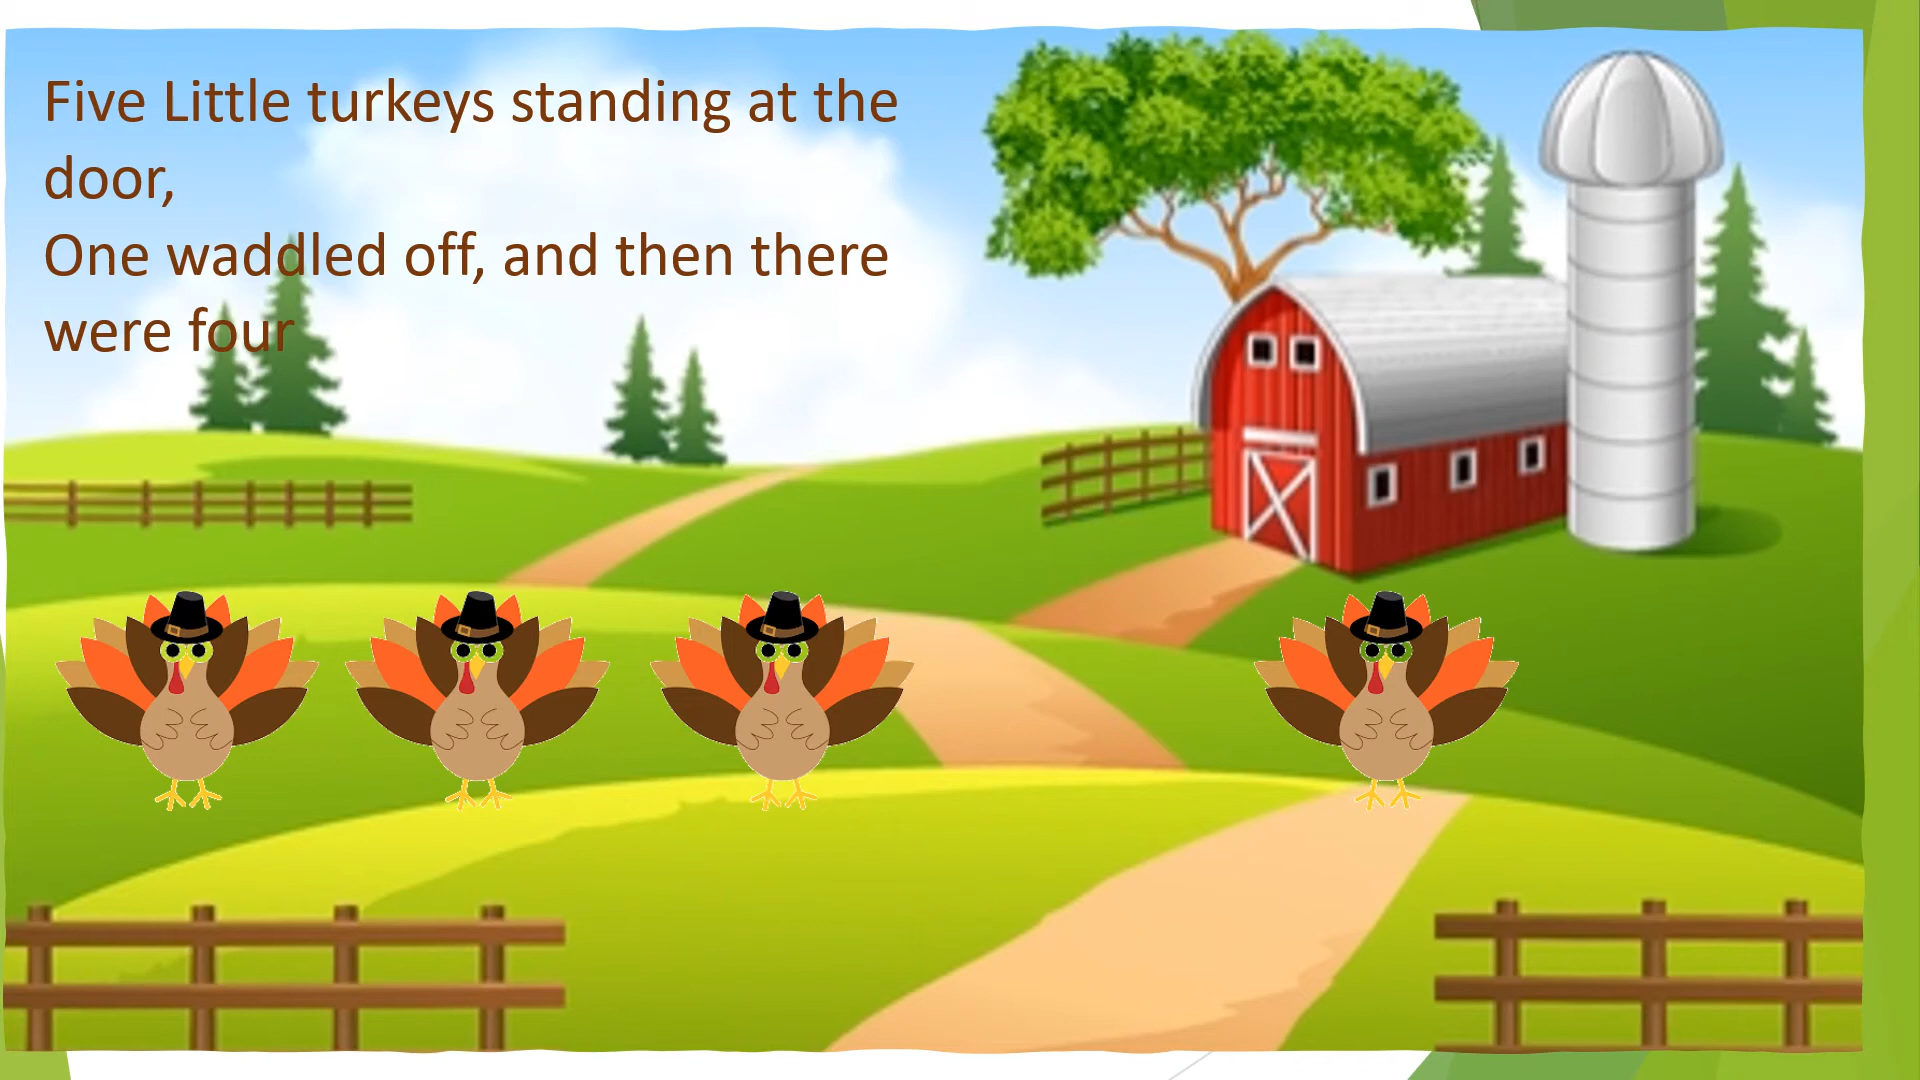 Five Little turkeys standing at the
door,
One waddled off, and then there
were four